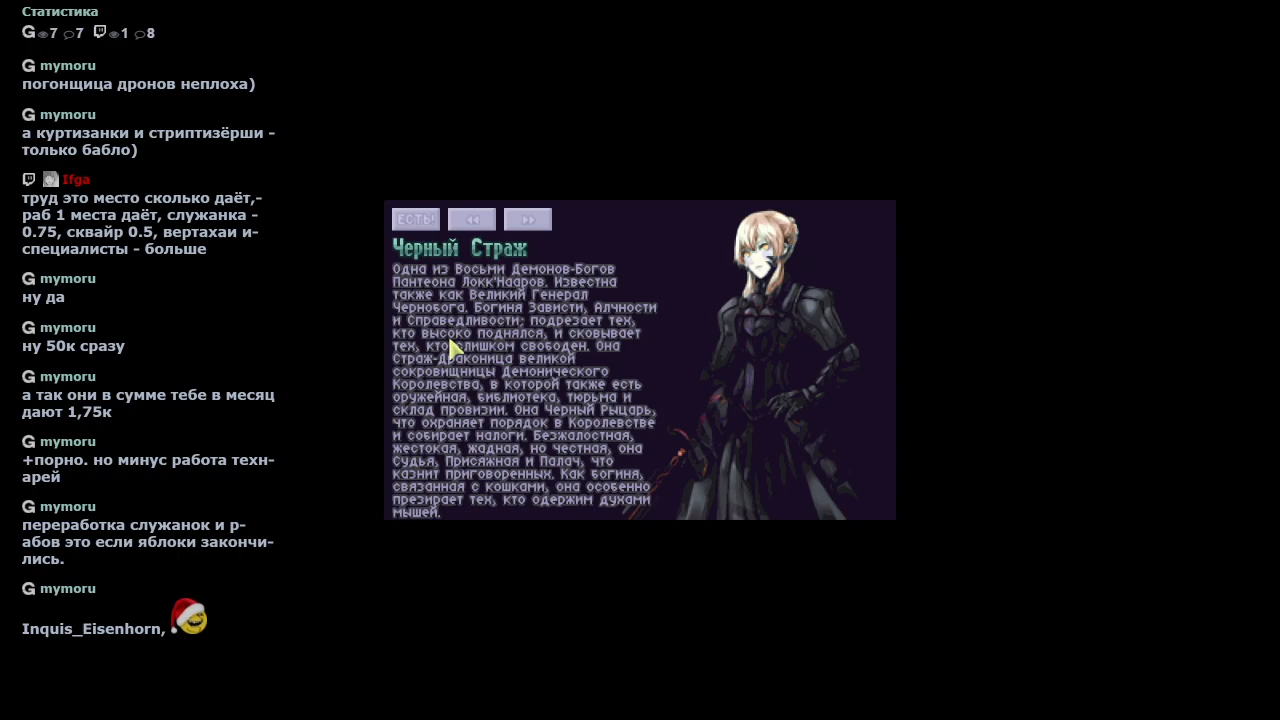 Статистика
7 7 1 8
mymoru
погонщица дронов неплоха)
mymoru
а куртизанки и стриптизёрши -
только бабло)
Ifga
труд это место сколько даёт,-
раб 1 места даёт, служанка -
0.75, сквайр 0.5, вертахаи и-
специалисты - больше
mymoru
ну да
mymoru
ну 50к сразу
mymoru
а так они в сумме тебе в месяц
дают 1,75к
mymoru
+порно. но минус работа техн-
арей
mymoru
переработка служанок и р-
абов это если яблоки закончи-
лись.
mymoru
Inquis_Eisenhorn,
ЕСТЬ!
Черный Страж
Одна из Восьми Демонов-Богов
Пантеона Локк'Нааров. Известна
также как Великий Генерал
Чернобога. Богиня Зависти, Алчности
и Справедливости; подрезает тех,
кто высоко поднялся, и сковывает
тех, кто слишком свободен. Она
Страж-Драконица великой
сокровищницы Демонического
Королевства, в которой также есть
оружейная, библиотека, тюрьма и
склад провизии. Она Черный Рыцарь,
что охраняет порядок в Королевстве
и собирает налоги. Безжалостная,
жестокая, жадная, но честная, она
Судья, Присяжная и Палач, что
казнит приговоренных. Как богиня,
связанная с кошками, она особенно
презирает тех, кто одержим духами
мышей.